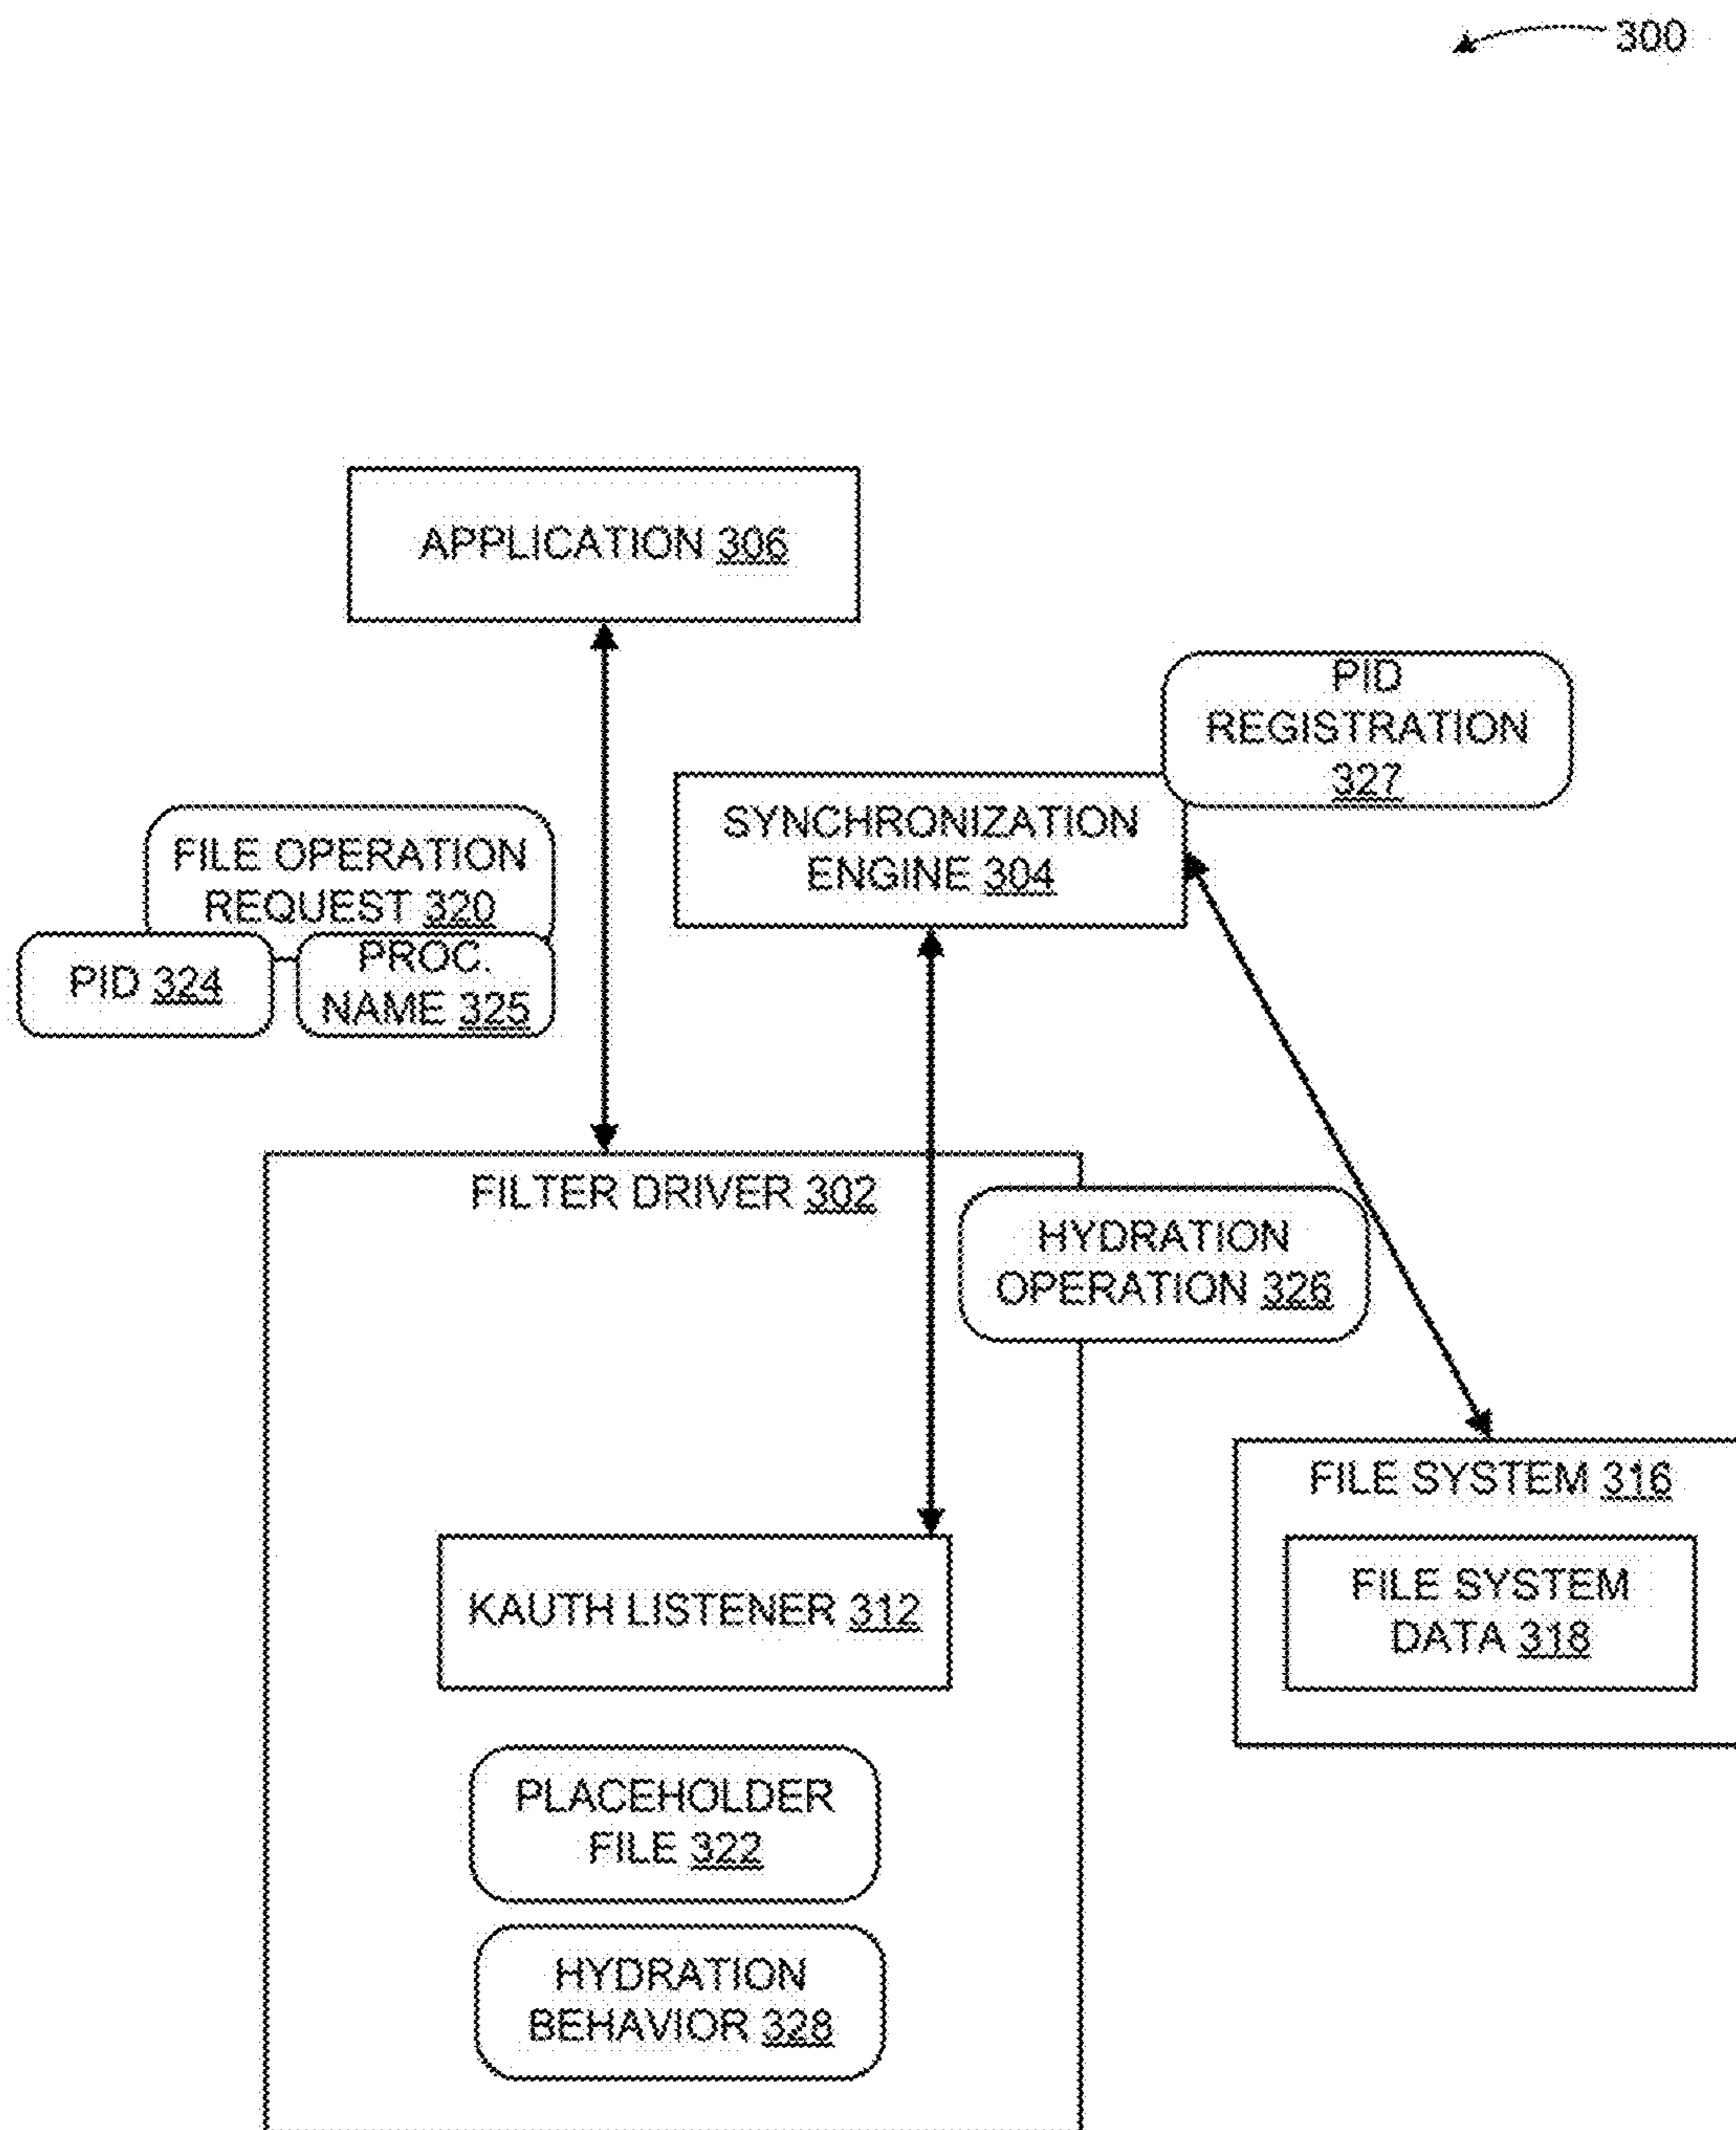 300
APPLICATION 306
PID
REGISTRATION
327
SYNCHRONIZATION
ENGINE 304
FILE OPERATION
REQUEST 320
PID 324
PROC.
NAME 325
FILTER DRIVER 302
HYDRATION
OPERATION 326
FILE SYSTEM 316
FILE SYSTEM
DATA 318
KAUTH LISTENER 312
PLACEHOLDER
FILE 322
HYDRATION
BEHAVIOR 328